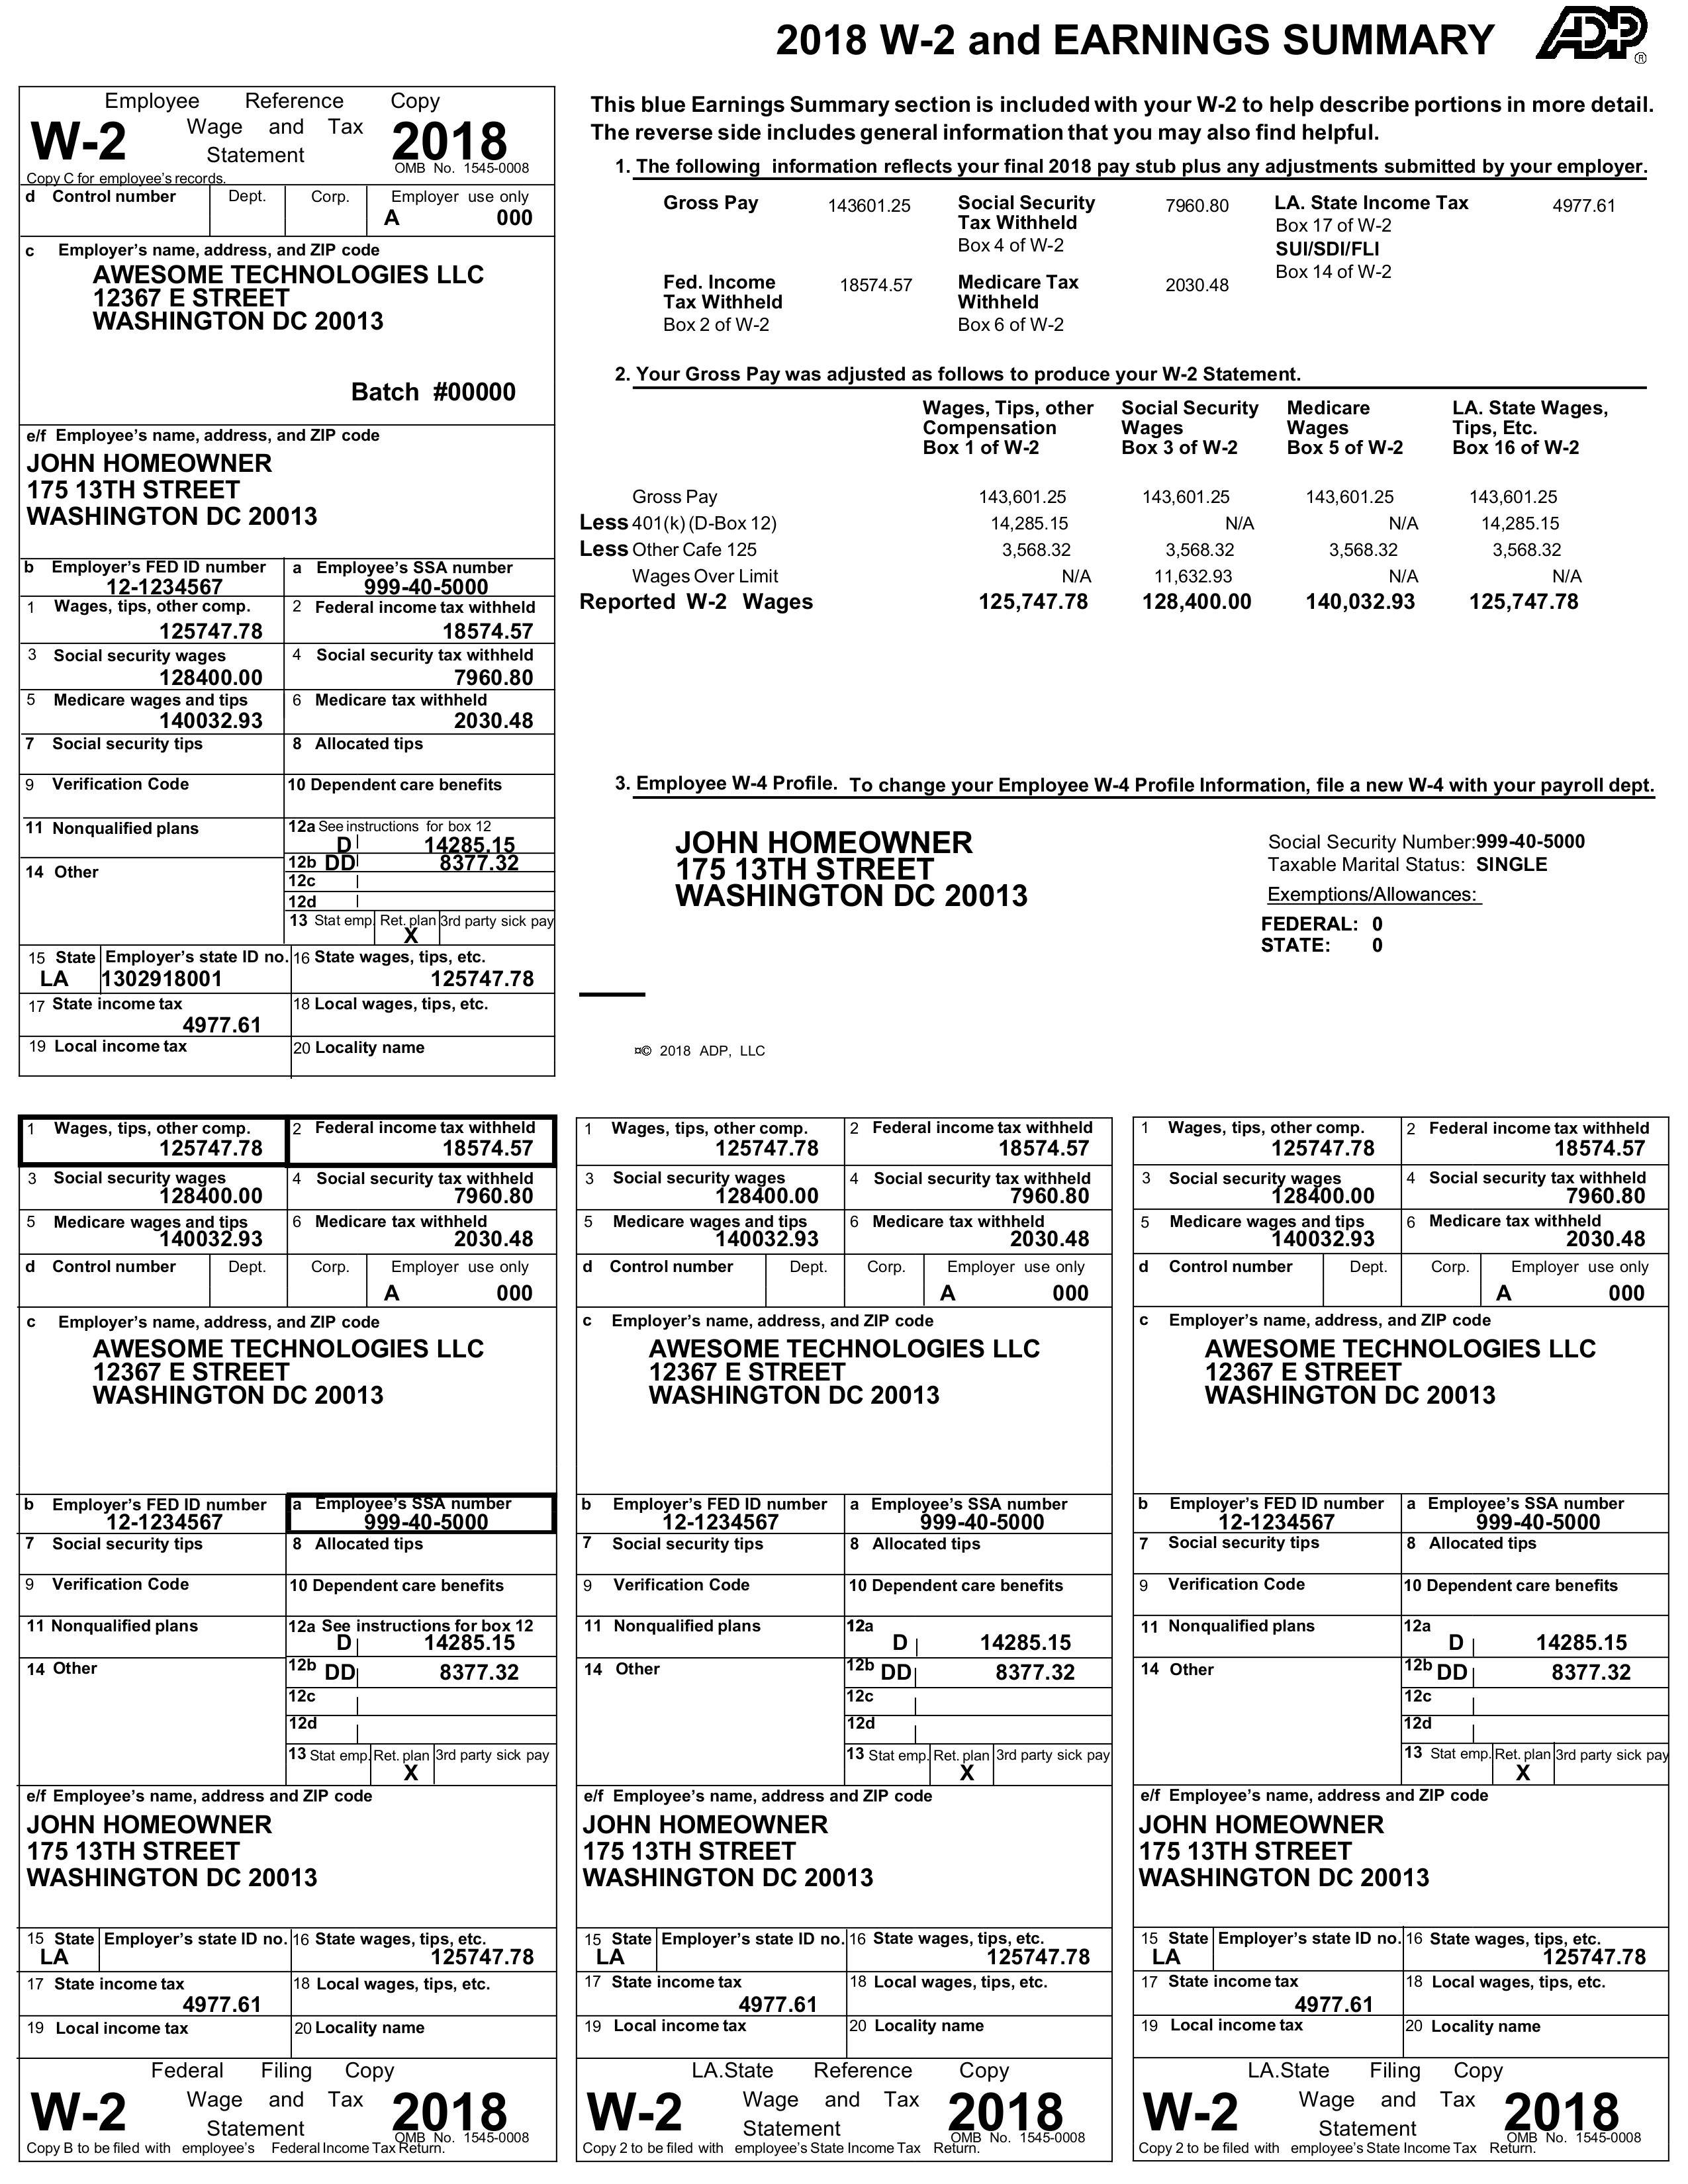 2018 W-2 and EARNINGS SUMMARY ADP ®
Employee Reference Copy
W-2 Wage and Tax 2018
Statement
OMB No. 1545-0008
Copy C for employee's records.
d Control number Dept. Corp. Employer use only
A 000
c Employer's name, address, and ZIP code
AWESOME TECHNOLOGIES LLC
12367 E STREET
WASHINGTON DC 20013
Batch #00000
e/f Employee's name, address, and ZIP code
JOHN HOMEOWNER
175 13TH STREET
WASHINGTON DC 20013
b Employer's FED ID number a Employee's SSA number
12-1234567 999-40-5000
1 Wages, tips, other comp. 2 Federal income tax withheld
125747.78 18574.57
3 Social security wages 4 Social security tax withheld
128400.00 7960.80
5 Medicare wages and tips 6 Medicare tax withheld
140032.93 2030.48
7 Social security tips 8 Allocated tips
9 Verification Code 10 Dependent care benefits
11 Nonqualified plans 12a See instructions for box 12
D 14285.15
14 Other 12b DD 8377.32
12c
12d
13 Stat emp. Ret. plan 3rd party sick pay
X
15 State Employer's state ID no. 16 State wages, tips, etc.
LA 1302918001 125747.78
17 State income tax 18 Local wages, tips, etc.
4977.61
19 Local income tax 20 Locality name
This blue Earnings Summary section is included with your W-2 to help describe portions in more detail.
The reverse side includes general information that you may also find helpful.
1. The following information reflects your final 2018 pay stub plus any adjustments submitted by your employer.
Gross Pay 143601.25 Social Security 7960.80 LA. State Income Tax 4977.61
Tax Withheld Box 17 of W-2
Box 4 of W-2 SUI/SDI/FLI
Box 14 of W-2
Fed. Income 18574.57 Medicare Tax 2030.48
Tax Withheld Withheld
Box 2 of W-2 Box 6 of W-2
2. Your Gross Pay was adjusted as follows to produce your W-2 Statement.
Wages, Tips, other Social Security Medicare LA. State Wages,
Compensation Wages Wages Tips, Etc.
Box 1 of W-2 Box 3 of W-2 Box 5 of W-2 Box 16 of W-2
Gross Pay 143,601.25 143,601.25 143,601.25 143,601.25
Less 401(k) (D-Box 12) 14,285.15 N/A N/A 14,285.15
Less Other Cafe 125 3,568.32 3,568.32 3,568.32 3,568.32
Wages Over Limit N/A 11,632.93 N/A N/A
Reported W-2 Wages 125,747.78 128,400.00 140,032.93 125,747.78
3. Employee W-4 Profile. To change your Employee W-4 Profile Information, file a new W-4 with your payroll dept.
JOHN HOMEOWNER
175 13TH STREET
WASHINGTON DC 20013
Social Security Number:999-40-5000
Taxable Marital Status: SINGLE
Exemptions/Allowances:
FEDERAL: 0
STATE: 0
¤© 2018 ADP, LLC
1 Wages, tips, other comp. 2 Federal income tax withheld
125747.78 18574.57
3 Social security wages 4 Social security tax withheld
128400.00 7960.80
5 Medicare wages and tips 6 Medicare tax withheld
140032.93 2030.48
d Control number Dept. Corp. Employer use only
A 000
c Employer's name, address, and ZIP code
AWESOME TECHNOLOGIES LLC
12367 E STREET
WASHINGTON DC 20013
b Employer's FED ID number a Employee's SSA number
12-1234567 999-40-5000
7 Social security tips 8 Allocated tips
9 Verification Code 10 Dependent care benefits
11 Nonqualified plans 12a See instructions for box 12
D 14285.15
14 Other 12b DD 8377.32
12c
12d
13 Stat emp. Ret. plan 3rd party sick pay
X
e/f Employee's name, address and ZIP code
JOHN HOMEOWNER
175 13TH STREET
WASHINGTON DC 20013
15 State Employer's state ID no. 16 State wages, tips, etc.
LA 125747.78
17 State income tax 18 Local wages, tips, etc.
4977.61
19 Local income tax 20 Locality name
Federal Filing Copy
W-2 Wage and Tax 2018
Statement
OMB No. 1545-0008
Copy B to be filed with employee's Federal Income Tax Return.
1 Wages, tips, other comp. 2 Federal income tax withheld
125747.78 18574.57
3 Social security wages 4 Social security tax withheld
128400.00 7960.80
5 Medicare wages and tips 6 Medicare tax withheld
140032.93 2030.48
d Control number Dept. Corp. Employer use only
A 000
c Employer's name, address, and ZIP code
AWESOME TECHNOLOGIES LLC
12367 E STREET
WASHINGTON DC 20013
b Employer's FED ID number a Employee's SSA number
12-1234567 999-40-5000
7 Social security tips 8 Allocated tips
9 Verification Code 10 Dependent care benefits
11 Nonqualified plans 12a
D 14285.15
14 Other 12b DD 8377.32
12c
12d
13 Stat emp. Ret. plan 3rd party sick pay
X
e/f Employee's name, address and ZIP code
JOHN HOMEOWNER
175 13TH STREET
WASHINGTON DC 20013
15 State Employer's state ID no. 16 State wages, tips, etc.
LA 125747.78
17 State income tax 18 Local wages, tips, etc.
4977.61
19 Local income tax 20 Locality name
LA.State Reference Copy
W-2 Wage and Tax 2018
Statement
OMB No. 1545-0008
Copy 2 to be filed with employee's State Income Tax Return.
1 Wages, tips, other comp. 2 Federal income tax withheld
125747.78 18574.57
3 Social security wages 4 Social security tax withheld
128400.00 7960.80
5 Medicare wages and tips 6 Medicare tax withheld
140032.93 2030.48
d Control number Dept. Corp. Employer use only
A 000
c Employer's name, address, and ZIP code
AWESOME TECHNOLOGIES LLC
12367 E STREET
WASHINGTON DC 20013
b Employer's FED ID number a Employee's SSA number
12-1234567 999-40-5000
7 Social security tips 8 Allocated tips
9 Verification Code 10 Dependent care benefits
11 Nonqualified plans 12a
D 14285.15
14 Other 12b DD 8377.32
12c
12d
13 Stat emp. Ret. plan 3rd party sick pay
X
e/f Employee's name, address and ZIP code
JOHN HOMEOWNER
175 13TH STREET
WASHINGTON DC 20013
15 State Employer's state ID no. 16 State wages, tips, etc.
LA 125747.78
17 State income tax 18 Local wages, tips, etc.
4977.61
19 Local income tax 20 Locality name
LA.State Filing Copy
W-2 Wage and Tax 2018
Statement
OMB No. 1545-0008
Copy 2 to be filed with employee's State Income Tax Return.